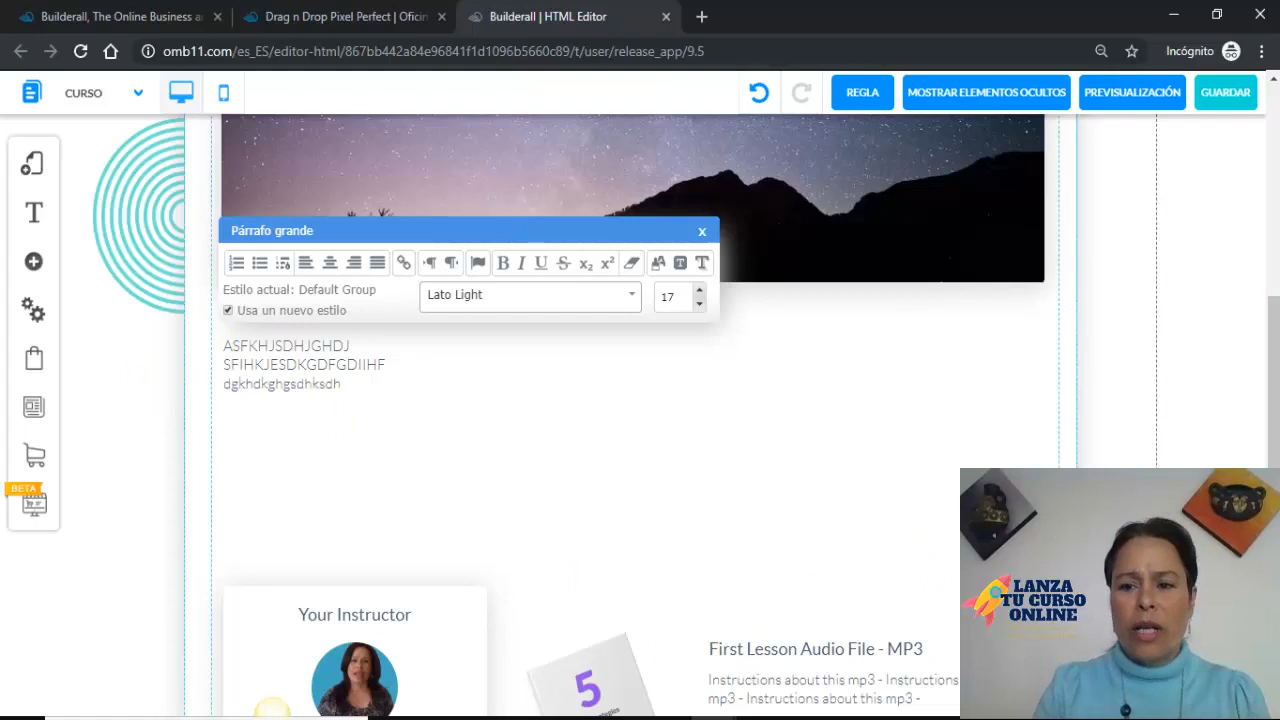 Builderall, The Online Business a
Drag n Drop Pixel Perfect | Oficin
Builderall | HTML Editor
omb11.com/es_ES/editor-html/867bb442a84e96841f1d1096b5660c89/t/user/release_app/9.5
Incógnito
CURSO
REGLA
MOSTRAR ELEMENTOS OCULTOS
PREVISUALIZACIÓN
GUARDAR
Párrafo grande
x
Estilo actual: Default Group
Usa un nuevo estilo
Lato Light
17
ASFKHJSDHJGHDJ
SFIHKJESDKGDFGDIIHF
dgkhdkghgsdhksdh
BETA
Your Instructor
5
First Lesson Audio File - MP3
Instructions about this mp3 - Instructions
mp3 - Instructions about this mp3 -
LANZA
TU CURSO
ONLINE